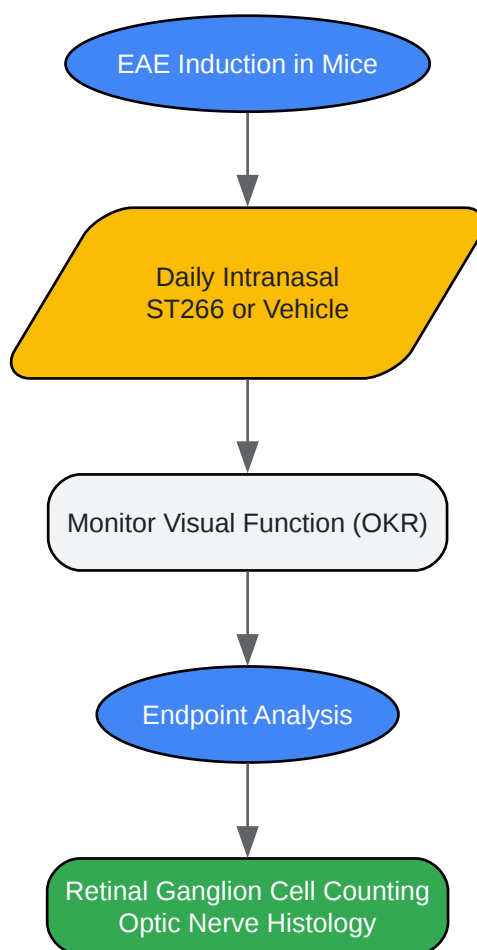 EAE Induction in Mice
Daily Intranasal
ST266 or Vehicle
Monitor Visual Function (OKR)
Endpoint Analysis
Retinal Ganglion Cell Counting
Optic Nerve Histology